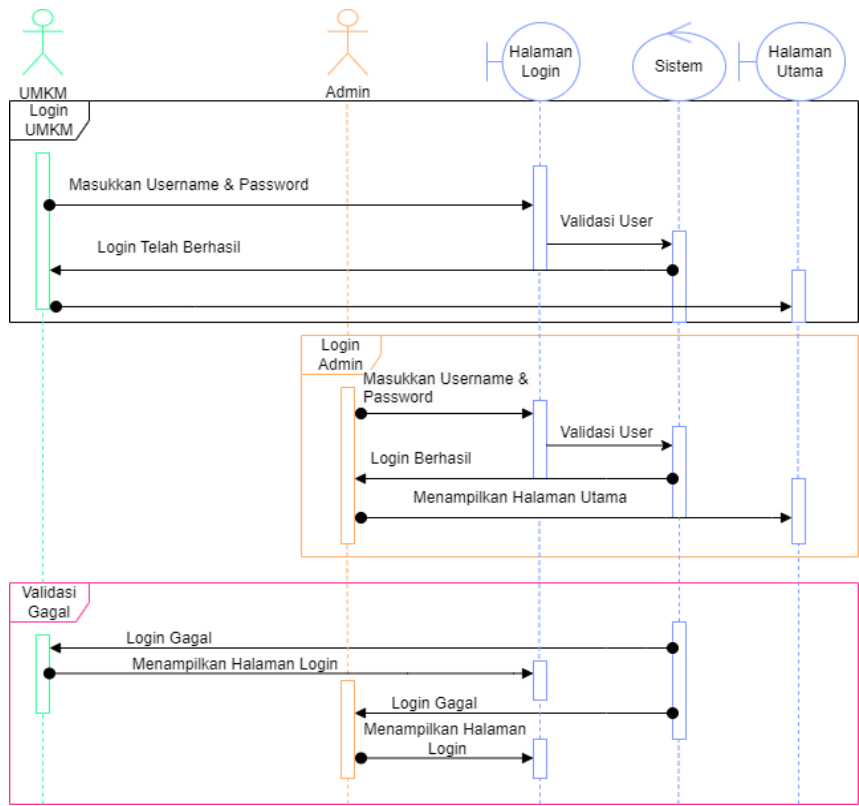 UMKM
Admin
Halaman
Login
Sistem
Halaman
Utama
Login
UMKM
Masukkan Username & Password
Validasi User
Login Telah Berhasil
Login
Admin
Masukkan Username &
Password
Validasi User
Login Berhasil
Menampilkan Halaman Utama
Validasi
Gagal
Login Gagal
Menampilkan Halaman Login
Login Gagal
Menampilkan Halaman
Login